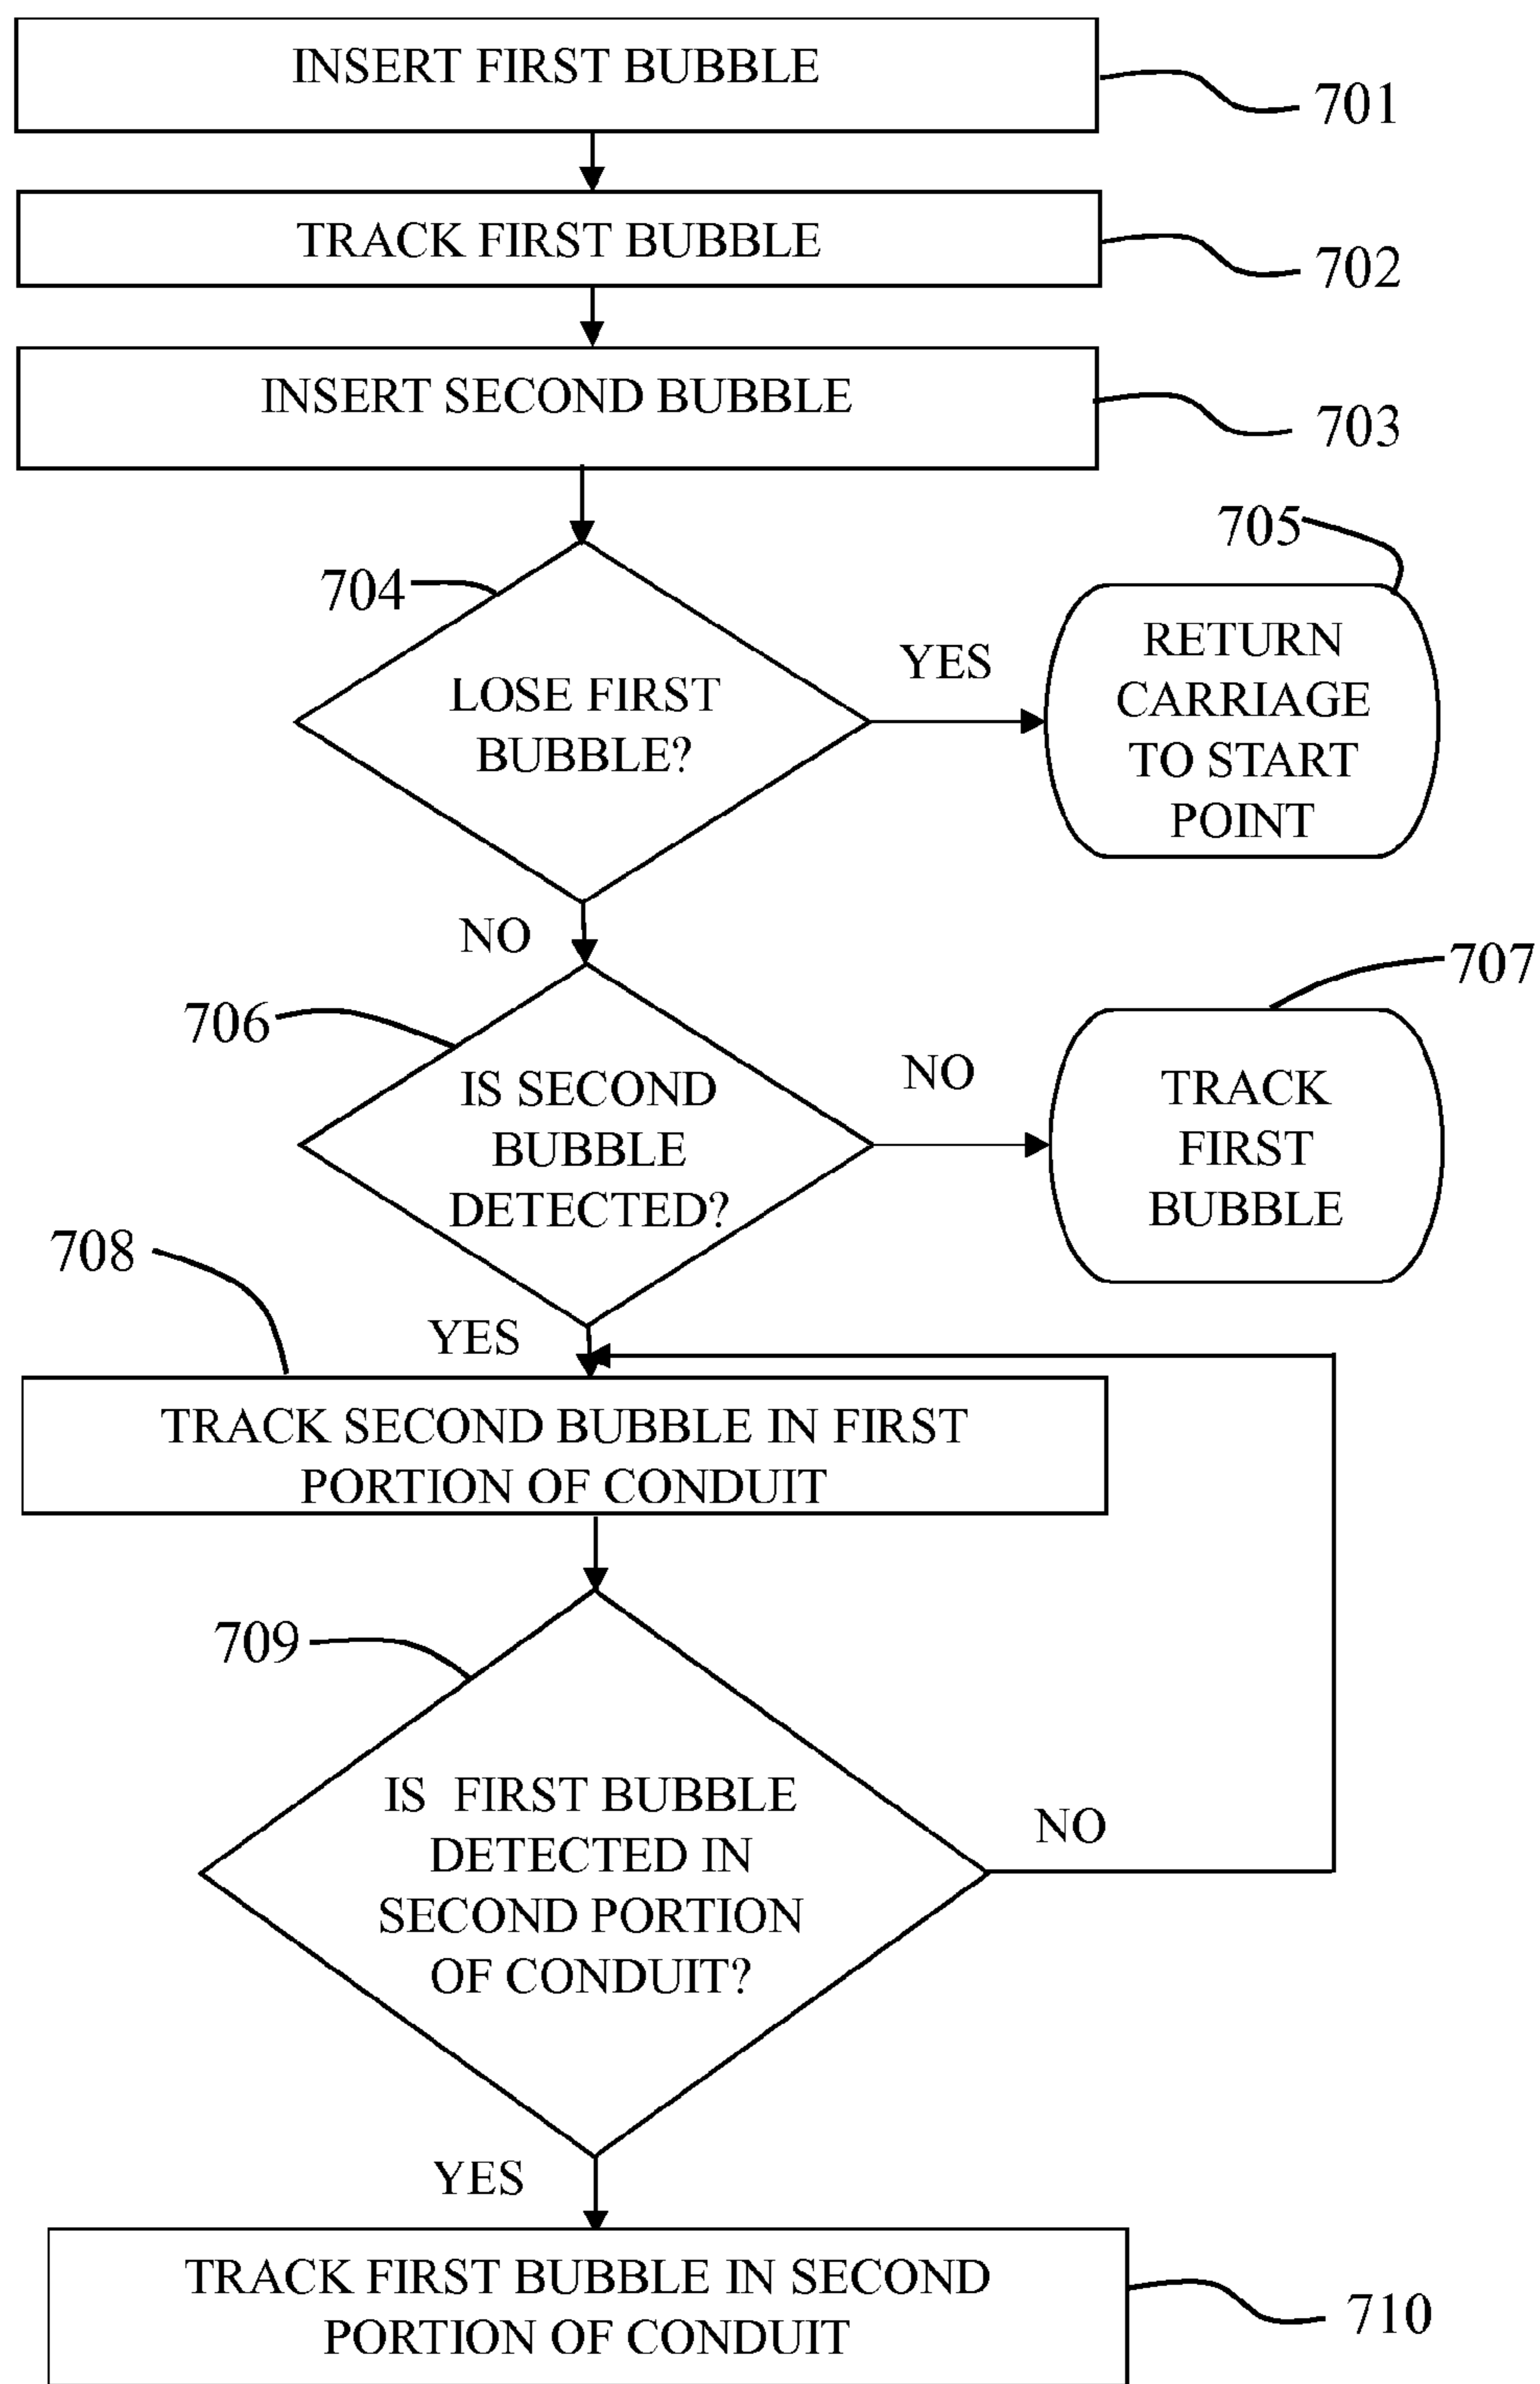 INSERT FIRST BUBBLE
701
TRACK FIRST BUBBLE
702
INSERT SECOND BUBBLE
703
704
LOSE FIRST
BUBBLE?
YES
705
RETURN
CARRIAGE
TO START
POINT
NO
706
IS SECOND
BUBBLE
DETECTED?
NO
707
TRACK
FIRST
BUBBLE
YES
708
TRACK SECOND BUBBLE IN FIRST
PORTION OF CONDUIT
709
IS FIRST BUBBLE
DETECTED IN
SECOND PORTION
OF CONDUIT?
NO
YES
TRACK FIRST BUBBLE IN SECOND
PORTION OF CONDUIT
710